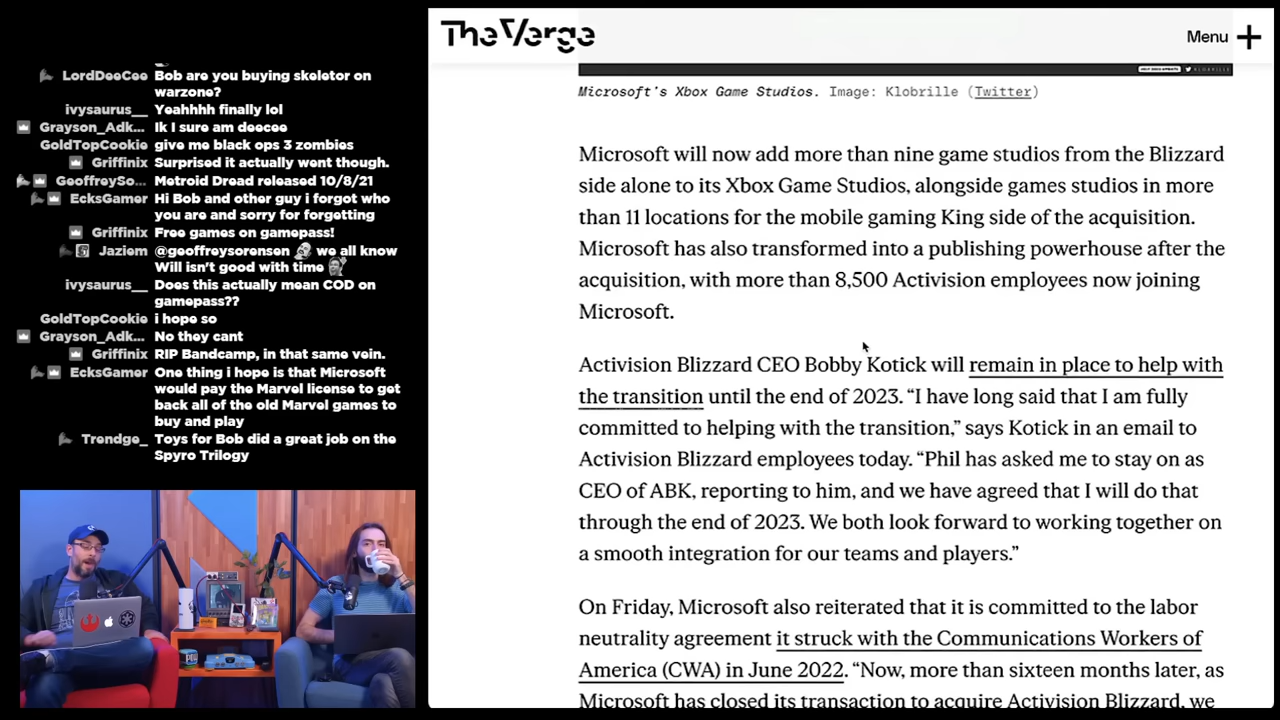 LordDeeCee Bob are you buying skeletor on
warzone?
ivysaurus__ Yeahhhh finally lol
Grayson_Adk... Ik I sure am deecee
GoldTopCookie give me black ops 3 zombies
Griffinix Surprised it actually went though.
GeoffreySo... Metroid Dread released 10/8/21
EcksGamer Hi Bob and other guy i forgot who
you are and sorry for forgetting
Griffinix Free games on gamepass!
Jaziem @geoffreysorensen we all know
Will isn't good with time
ivysaurus__ Does this actually mean COD on
gamepass??
GoldTopCookie i hope so
Grayson_Adk... No they cant
Griffinix RIP Bandcamp, in that same vein.
EcksGamer One thing i hope is that Microsoft
would pay the Marvel license to get
back all of the old Marvel games to
buy and play
Trendge_ Toys for Bob did a great job on the
Spyro Trilogy
The Verge
Menu
Microsoft's Xbox Game Studios. Image: Klobrille (Twitter)
Microsoft will now add more than nine game studios from the Blizzard
side alone to its Xbox Game Studios, alongside games studios in more
than 11 locations for the mobile gaming King side of the acquisition.
Microsoft has also transformed into a publishing powerhouse after the
acquisition, with more than 8,500 Activision employees now joining
Microsoft.
Activision Blizzard CEO Bobby Kotick will remain in place to help with
the transition until the end of 2023. “I have long said that I am fully
committed to helping with the transition,” says Kotick in an email to
Activision Blizzard employees today. “Phil has asked me to stay on as
CEO of ABK, reporting to him, and we have agreed that I will do that
through the end of 2023. We both look forward to working together on
a smooth integration for our teams and players.”
On Friday, Microsoft also reiterated that it is committed to the labor
neutrality agreement it struck with the Communications Workers of
America (CWA) in June 2022. “Now, more than sixteen months later, as
Microsoft has closed its transaction to acquire Activision Blizzard, we